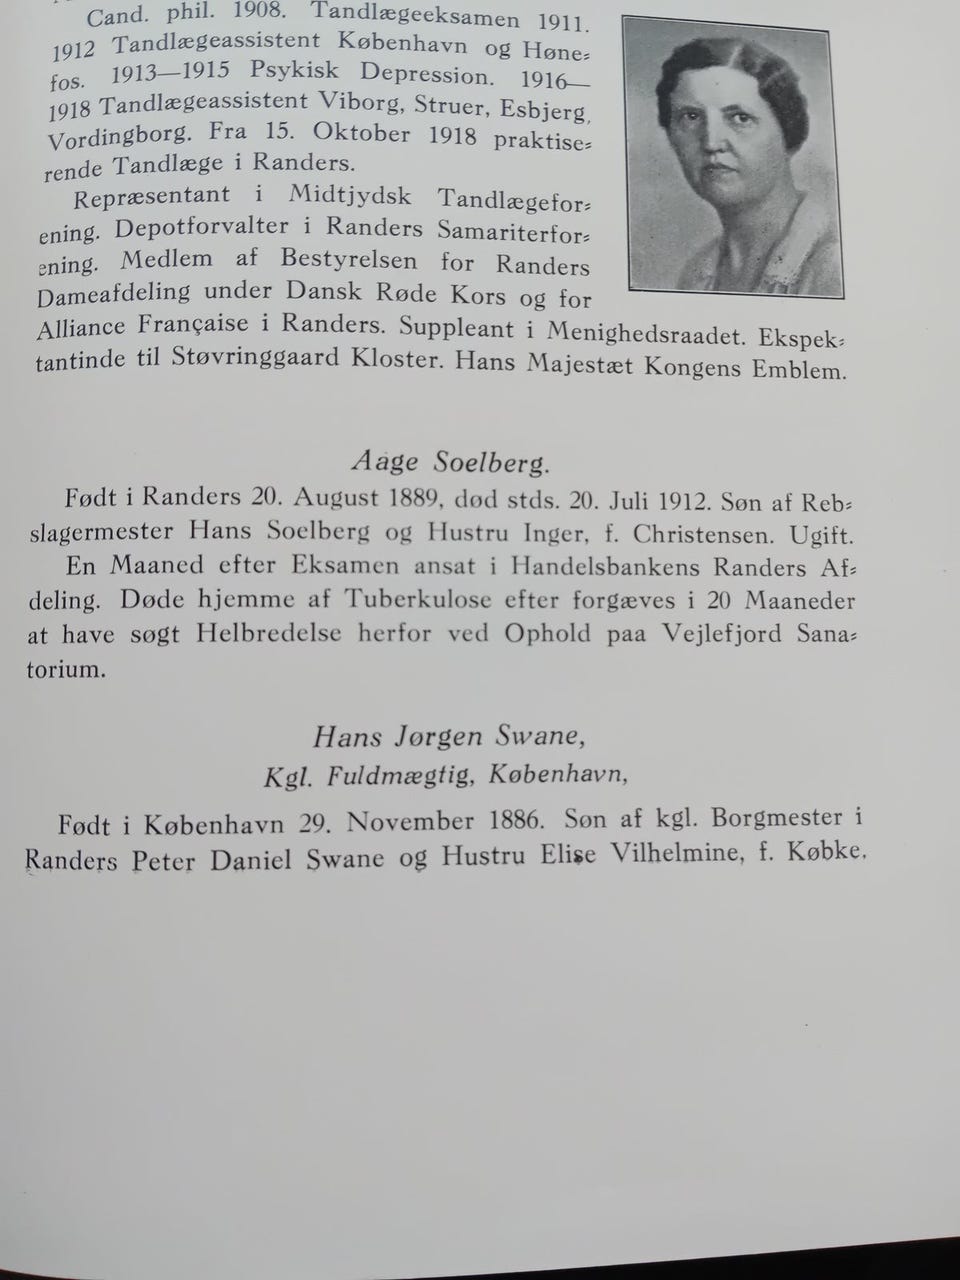 Cand. phil. 1908. Tandlægeeksamen 1911.
1912 Tandlægeassistent København og Høne-
fos. 1913—1915 Psykisk Depression. 1916—
1918 Tandlægeassistent Viborg, Struer, Esbjerg,
Vordingborg. Fra 15. Oktober 1918 praktise-
rende Tandlæge i Randers.
Repræsentant i Midtjydsk Tandlægefor-
ening. Depotforvalter i Randers Samariterfor-
ening. Medlem af Bestyrelsen for Randers
Dameafdeling under Dansk Røde Kors og for
Alliance Française i Randers. Suppleant i Menighedsraadet. Ekspek-
tantinde til Støvringgaard Kloster. Hans Majestæt Kongens Emblem.
Aage Soelberg.
Født i Randers 20. August 1889, død stds. 20. Juli 1912. Søn af Reb-
slagermester Hans Soelberg og Hustru Inger, f. Christensen. Ugift.
En Maaned efter Eksamen ansat i Handelsbankens Randers Af-
deling. Døde hjemme af Tuberkulose efter forgæves i 20 Maaneder
at have søgt Helbredelse herfor ved Ophold paa Vejlefjord Sana-
torium.
Hans Jørgen Swane,
Kgl. Fuldmægtig, København,
Født i København 29. November 1886. Søn af kgl. Borgmester i
Randers Peter Daniel Swane og Hustru Elise Vilhelmine, f. Købke.